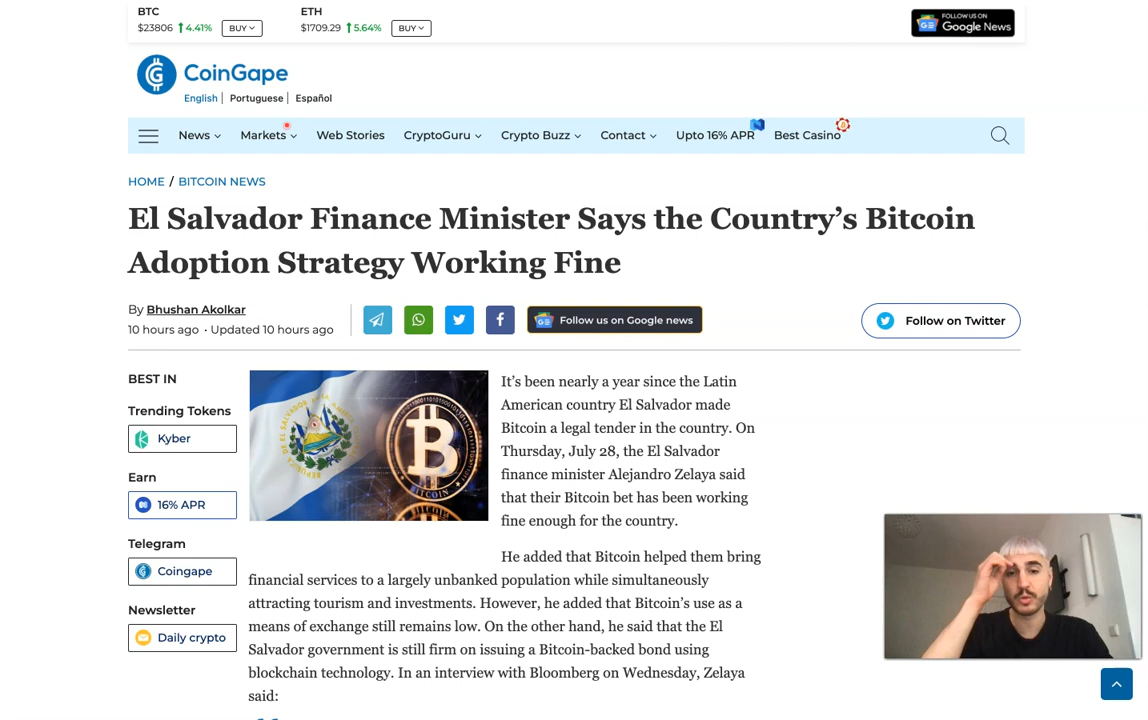 BTC
$23806 4.41% BUY
ETH
$1709.29 5.64% BUY
FOLLOW US ON
Google News
CoinGape
English | Portuguese | Español
News
Markets
Web Stories
CryptoGuru
Crypto Buzz
Contact
Upto 16% APR
Best Casino
HOME / BITCOIN NEWS
El Salvador Finance Minister Says the Country’s Bitcoin
Adoption Strategy Working Fine
By Bhushan Akolkar
10 hours ago · Updated 10 hours ago
Follow us on Google news
Follow on Twitter
BEST IN
Trending Tokens
Kyber
Earn
16% APR
Telegram
Coingape
Newsletter
Daily crypto
BITCOIN
It’s been nearly a year since the Latin
American country El Salvador made
Bitcoin a legal tender in the country. On
Thursday, July 28, the El Salvador
finance minister Alejandro Zelaya said
that their Bitcoin bet has been working
fine enough for the country.
He added that Bitcoin helped them bring
financial services to a largely unbanked population while simultaneously
attracting tourism and investments. However, he added that Bitcoin’s use as a
means of exchange still remains low. On the other hand, he said that the El
Salvador government is still firm on issuing a Bitcoin-backed bond using
blockchain technology. In an interview with Bloomberg on Wednesday, Zelaya
said: